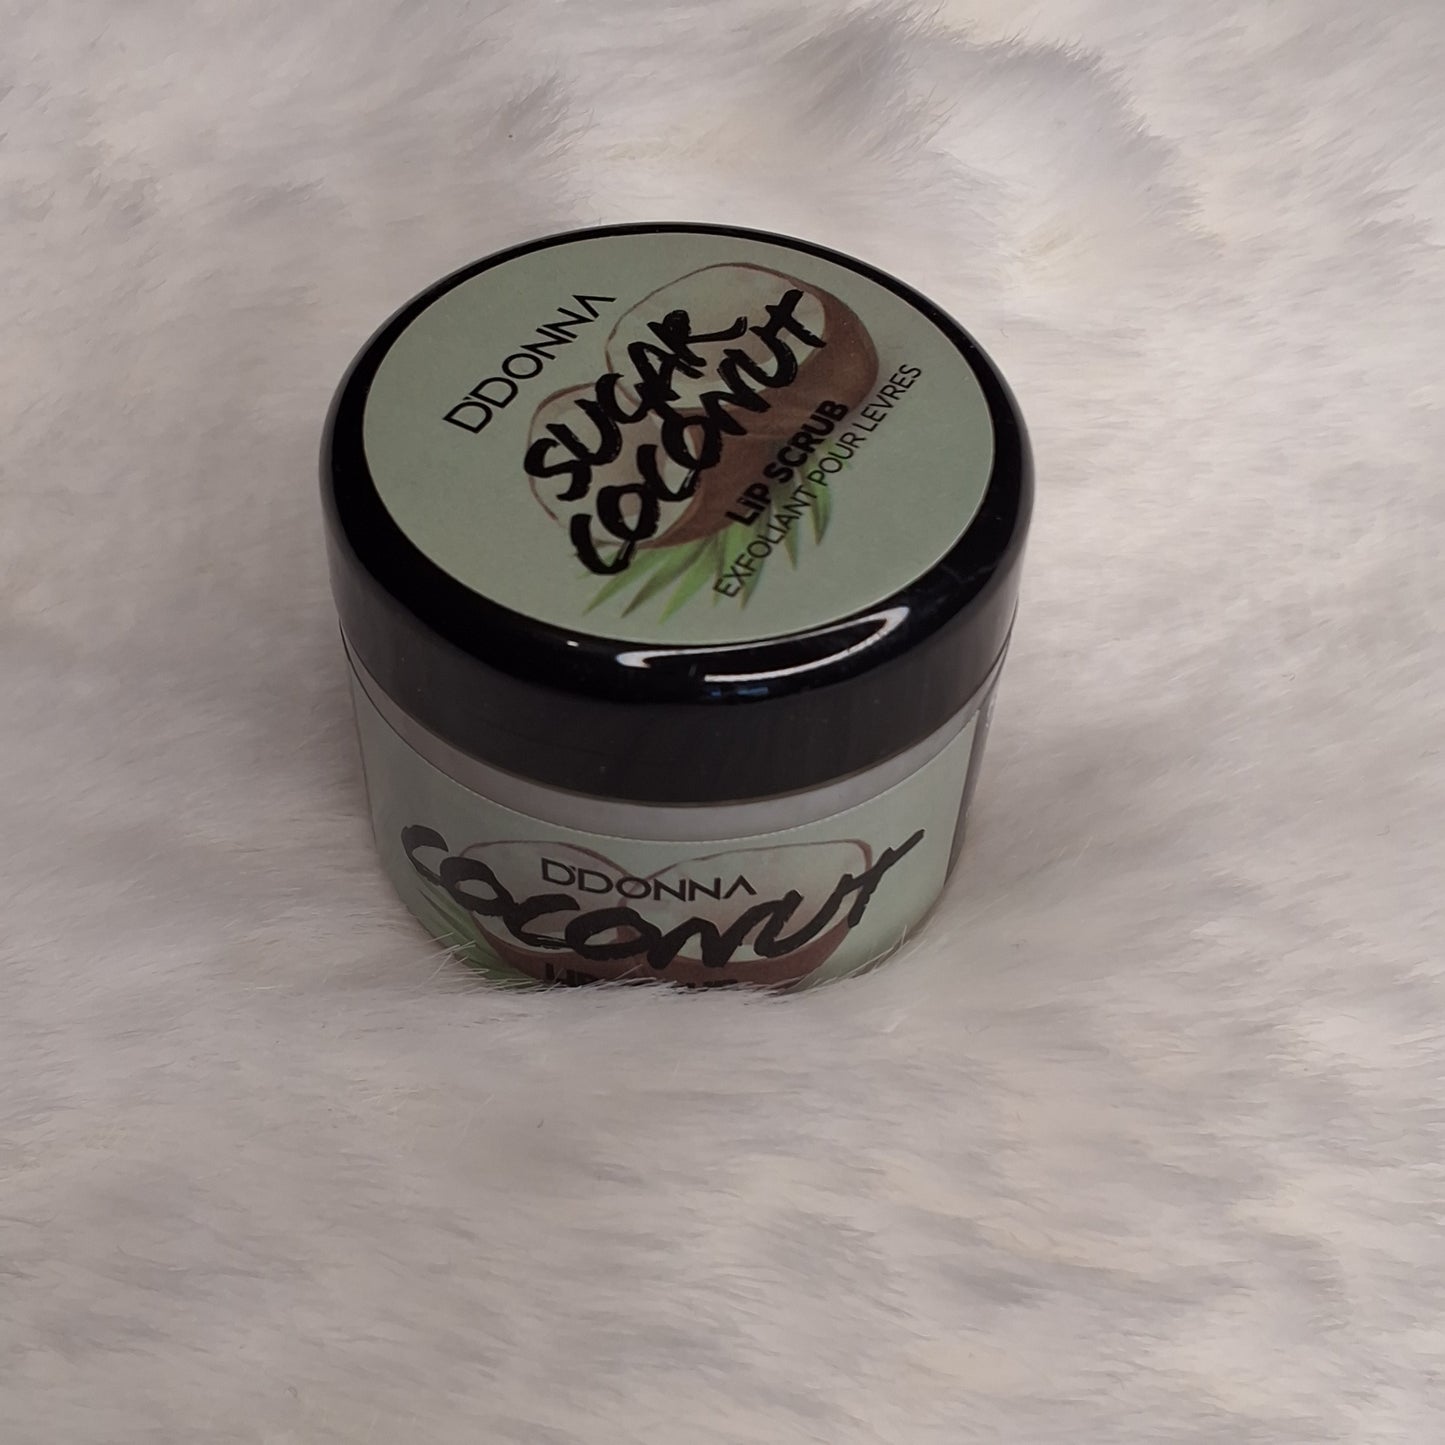 D'DONNA
SUGAR
COCONUT
LiP SCRUB
EXFOLIANT POUR LEVRES
D'DONNA
COCONUT